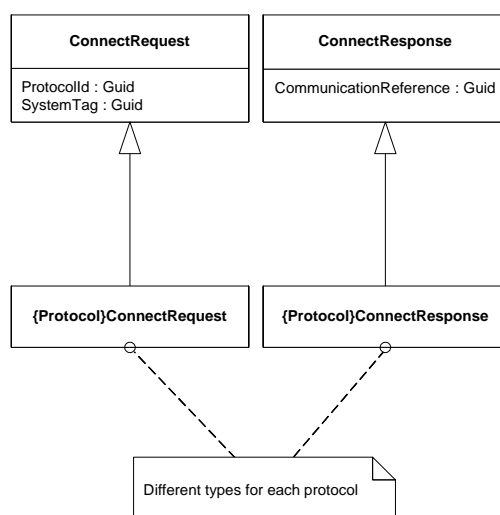 ConnectRequest
ProtocolId : Guid
SystemTag : Guid
ConnectResponse
CommunicationReference : Guid
{Protocol}ConnectRequest
{Protocol}ConnectResponse
Different types for each protocol